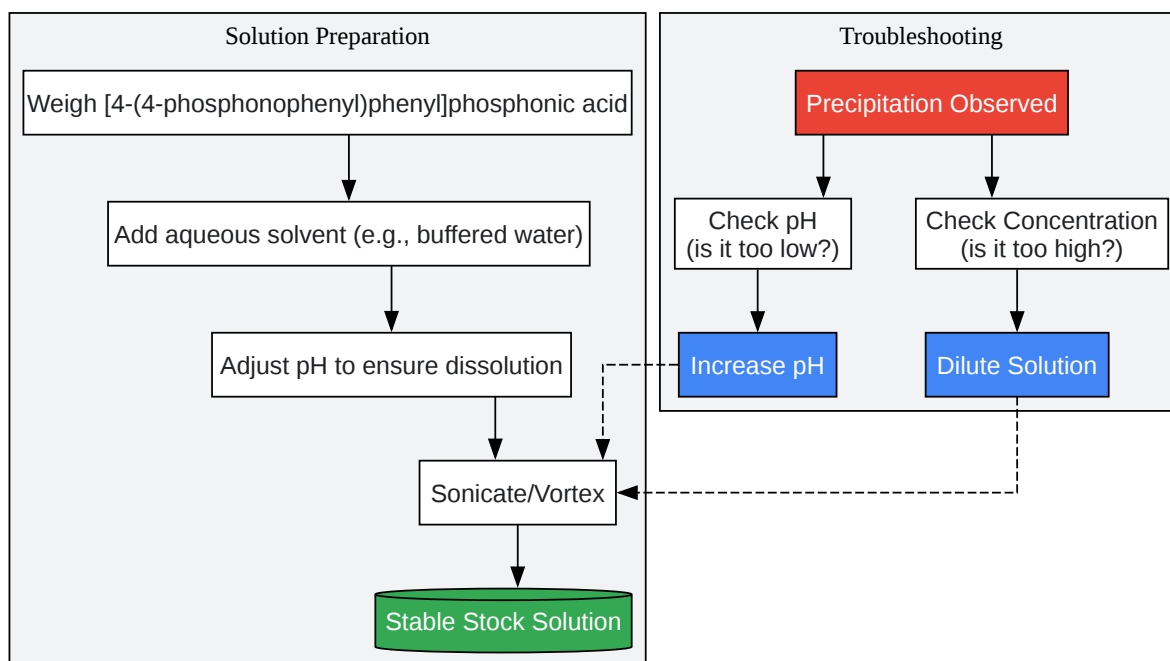 Solution Preparation
Weigh [4-(4-phosphonophenyl)phenyl]phosphonic acid
Add aqueous solvent (e.g., buffered water)
Adjust pH to ensure dissolution
Sonicate/Vortex
Stable Stock Solution
Troubleshooting
Precipitation Observed
Check pH
(is it too low?)
Check Concentration
(is it too high?)
Increase pH
Dilute Solution